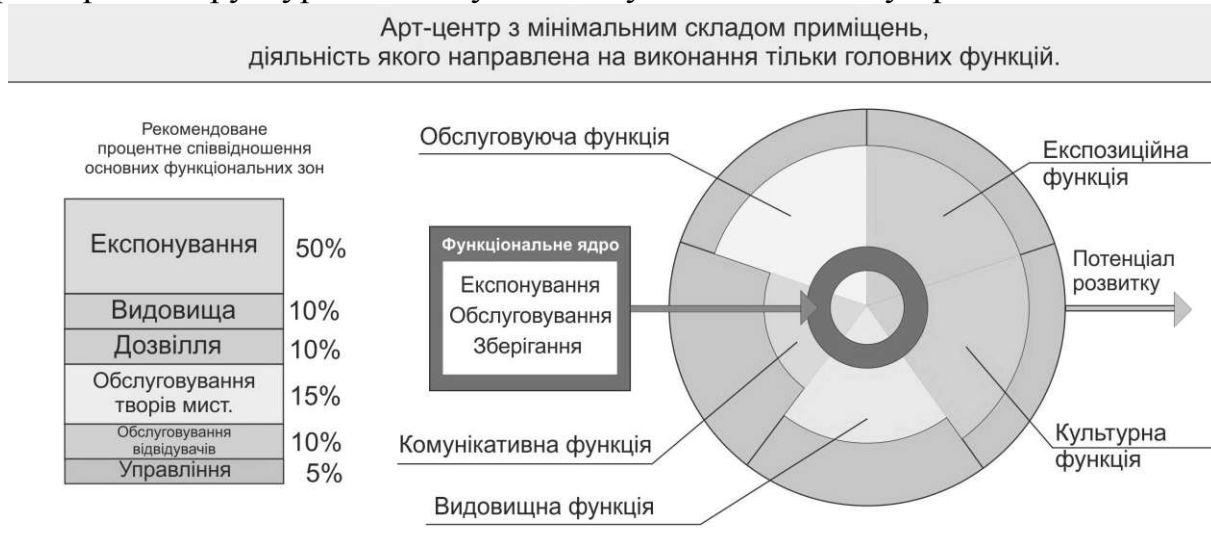 Арт-центр з мінімальним складом приміщень,
діяльність якого направлена на виконання тільки головних функцій.
Рекомендоване
процентне співвідношення
основних функціональних зон
Експонування 50%
Видовища 10%
Дозвілля 10%
Обслуговування
творів мист. 15%
Обслуговування
відвідувачів 10%
Управління 5%
Обслуговуюча функція
Функціональне ядро
Експонування
Обслуговування
Зберігання
Комунікативна функція
Видовищна функція
Експозиційна
функція
Потенціал
розвитку
Культурна
функція